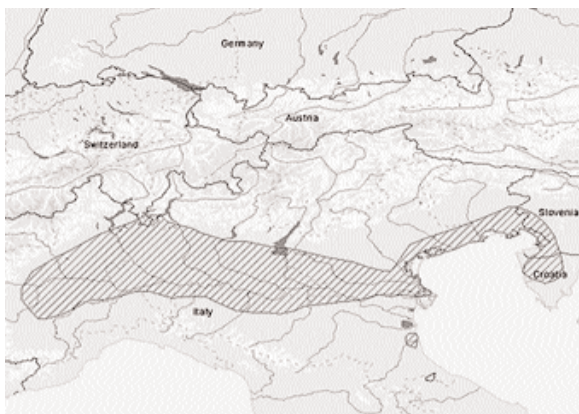 Germany
Austria
Switzerland
Slovenia
Croatia
Italy